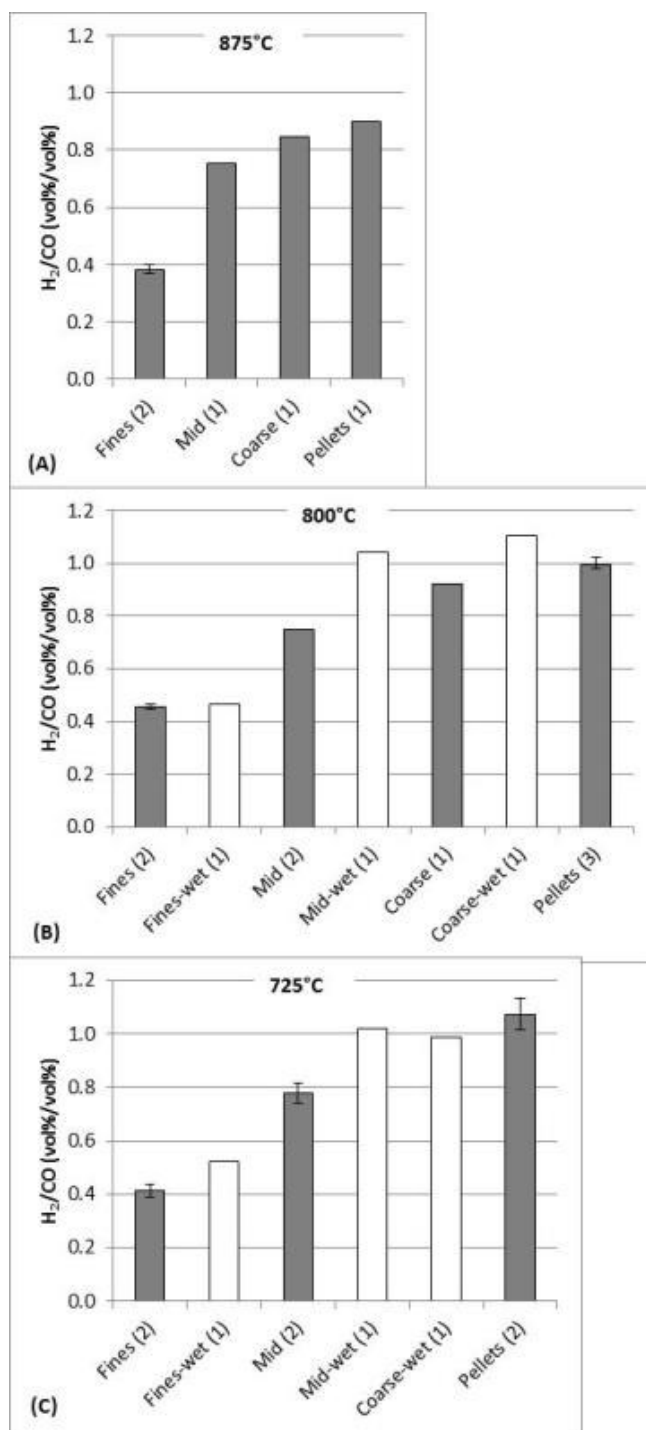 875°C
H₂/CO (vol%/vol%)
1.2
1.0
0.8
0.6
0.4
0.2
0.0
Fines (2)
Mid (1)
Coarse (1)
Pellets (1)
(A)
800°C
H₂/CO (vol%/vol%)
1.2
1.0
0.8
0.6
0.4
0.2
0.0
Fines (2)
Fines-wet (1)
Mid (2)
Mid-wet (1)
Coarse (1)
Coarse-wet (1)
Pellets (3)
(B)
725°C
H₂/CO (vol%/vol%)
1.2
1.0
0.8
0.6
0.4
0.2
0.0
Fines (2)
Fines-wet (1)
Mid (2)
Mid-wet (1)
Coarse-wet (1)
Pellets (2)
(C)